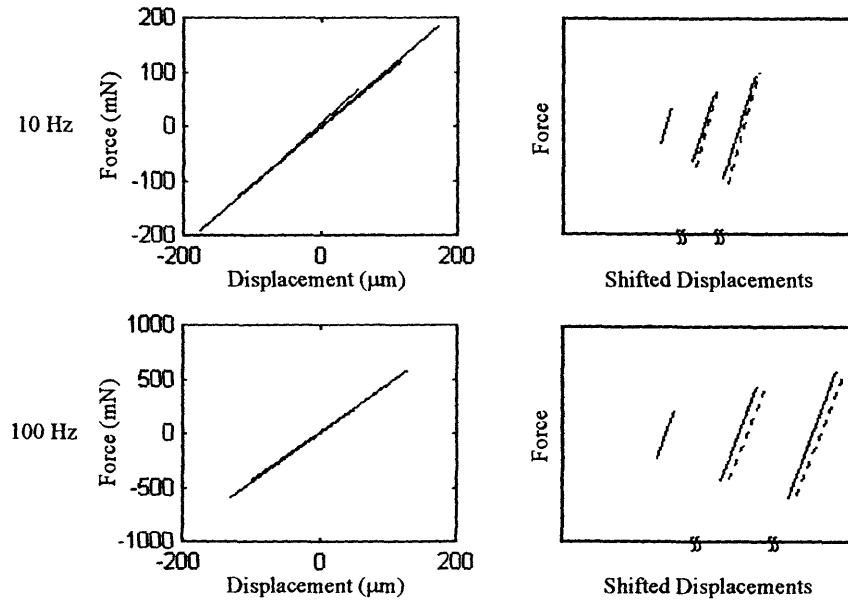 10 Hz
Force (mN)
200
100
0
-100
-200
-200
0
200
Displacement (µm)
Force
Shifted Displacements
100 Hz
Force (mN)
1000
500
0
-500
-1000
-200
0
200
Displacement (µm)
Force
Shifted Displacements